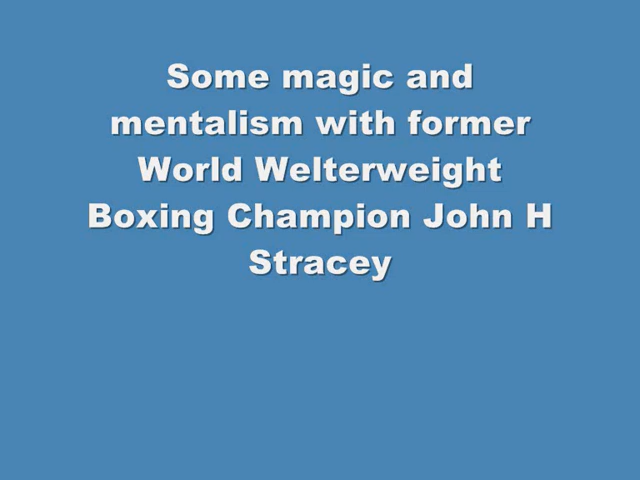 Some magic and
mentalism with former
World Welterweight
Boxing Champion John H
Stracey